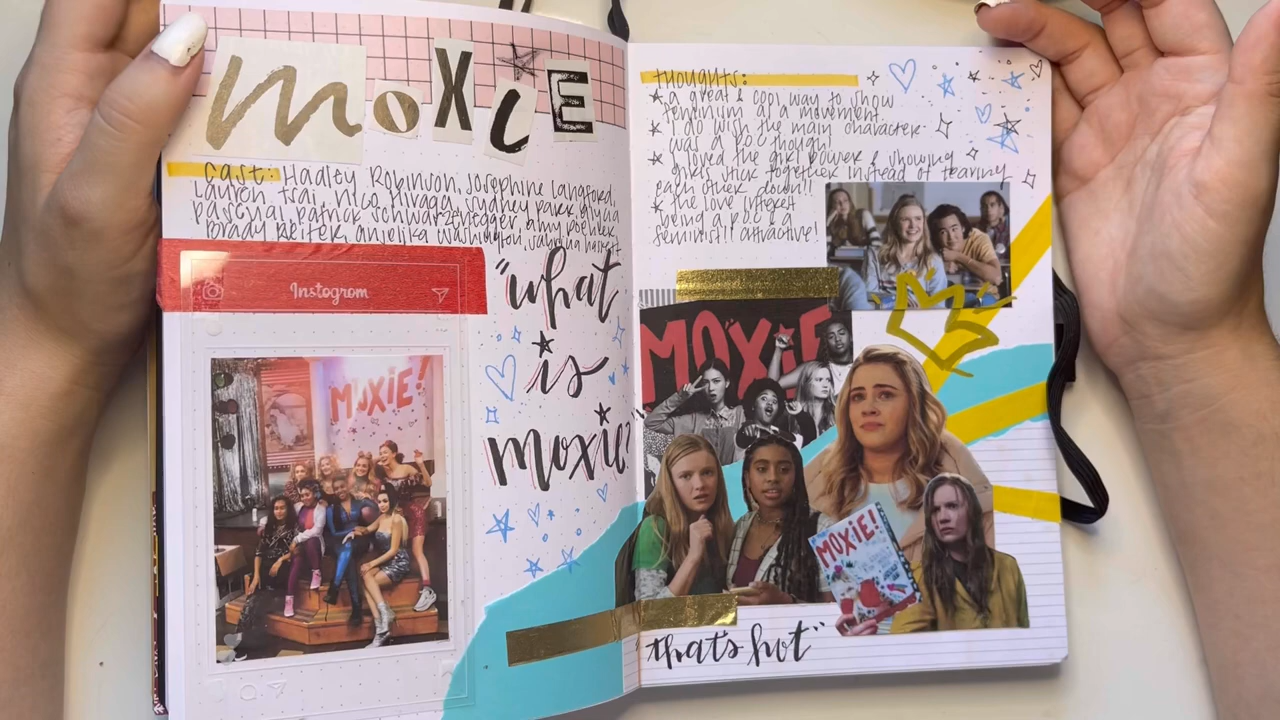 MOXIE
cast: Hadley Robinson, Josephine Langford,
Lauren Tsai, Nico Hiraga, Sydney Park, Alycia
Pascual, Patrick Schwarzenegger, Amy Poehler,
Brady Reiter, Anjelika Washington, Sabrina Haskett
Instagram
MOXIE!
"what
is
moxie?"
thoughts:
★ a great & cool way to show
feminism as a movement.
★ I do wish the main character
was a P.O.C though!
★ I loved the girl power & showing
girls stick together instead of tearing
each other down!!
★ the love interest
being a POC & a
feminist!! attractive!
MOXIE
MOXIE!
"that's hot"